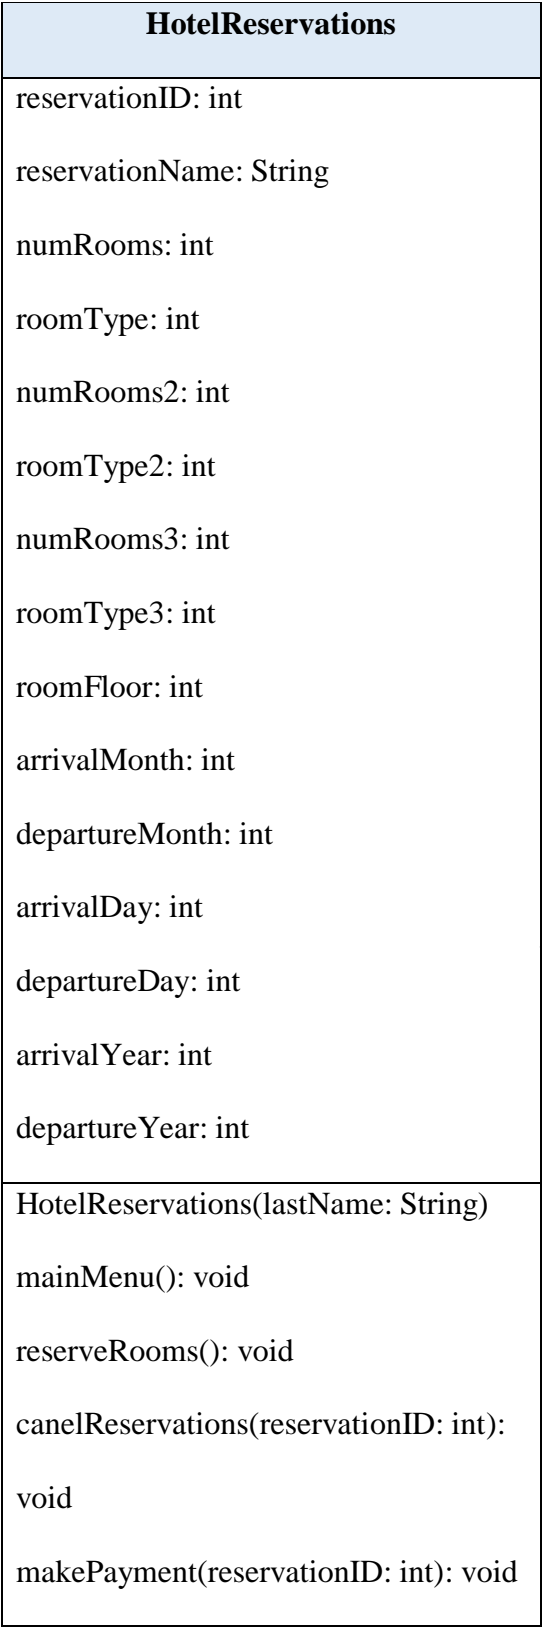 HotelReservations
reservationID: int
reservationName: String
numRooms: int
roomType: int
numRooms2: int
roomType2: int
numRooms3: int
roomType3: int
roomFloor: int
arrivalMonth: int
departureMonth: int
arrivalDay: int
departureDay: int
arrivalYear: int
departureYear: int
HotelReservations(lastName: String)
mainMenu(): void
reserveRooms(): void
canelReservations(reservationID: int):
void
makePayment(reservationID: int): void